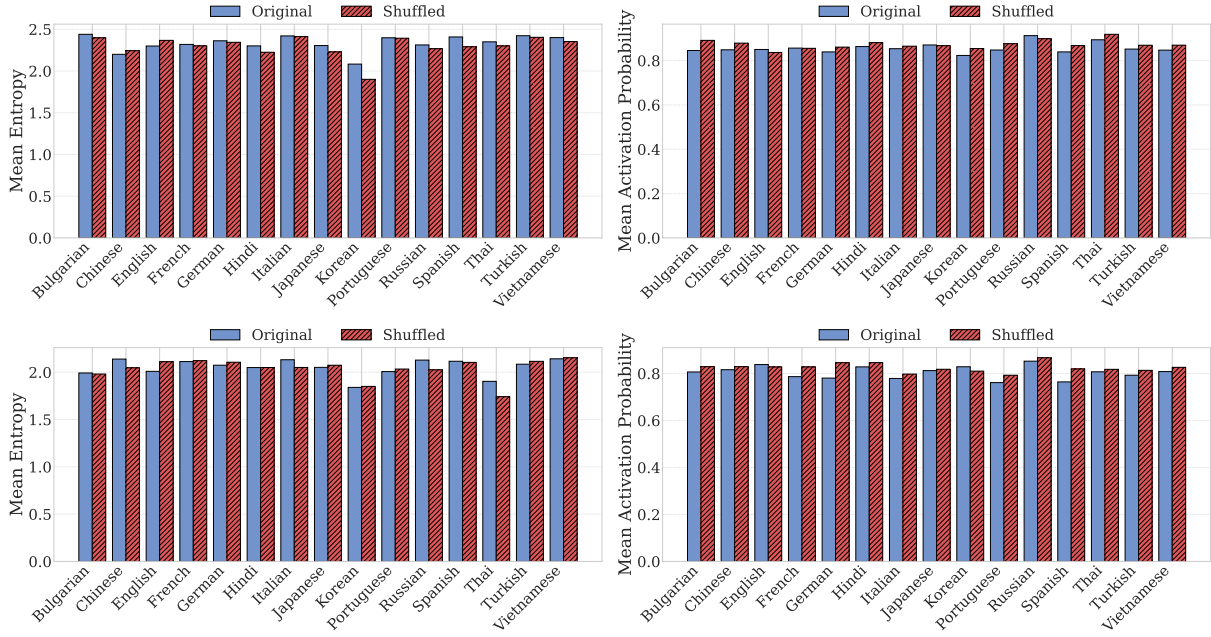 Original Shuffled
Mean Entropy
2.5
2.0
1.5
1.0
0.5
0.0
Bulgarian
Chinese
English
French
German
Hindi
Italian
Japanese
Korean
Portuguese
Russian
Spanish
Thai
Turkish
Vietnamese
Original Shuffled
Mean Activation Probability
0.8
0.6
0.4
0.2
0.0
Bulgarian
Chinese
English
French
German
Hindi
Italian
Japanese
Korean
Portuguese
Russian
Spanish
Thai
Turkish
Vietnamese
Original Shuffled
Mean Entropy
2.0
1.5
1.0
0.5
0.0
Bulgarian
Chinese
English
French
German
Hindi
Italian
Japanese
Korean
Portuguese
Russian
Spanish
Thai
Turkish
Vietnamese
Original Shuffled
Mean Activation Probability
0.8
0.6
0.4
0.2
0.0
Bulgarian
Chinese
English
French
German
Hindi
Italian
Japanese
Korean
Portuguese
Russian
Spanish
Thai
Turkish
Vietnamese